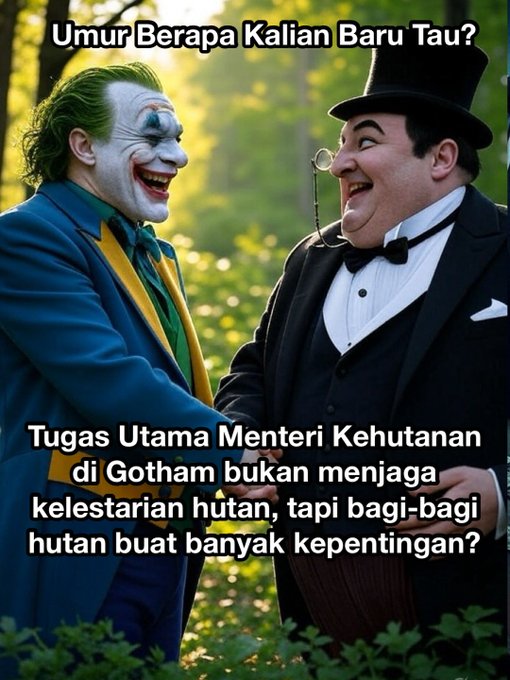 Umur Berapa Kalian Baru Tau?
Tugas Utama Menteri Kehutanan
di Gotham bukan menjaga
kelestarian hutan, tapi bagi-bagi
hutan buat banyak kepentingan?